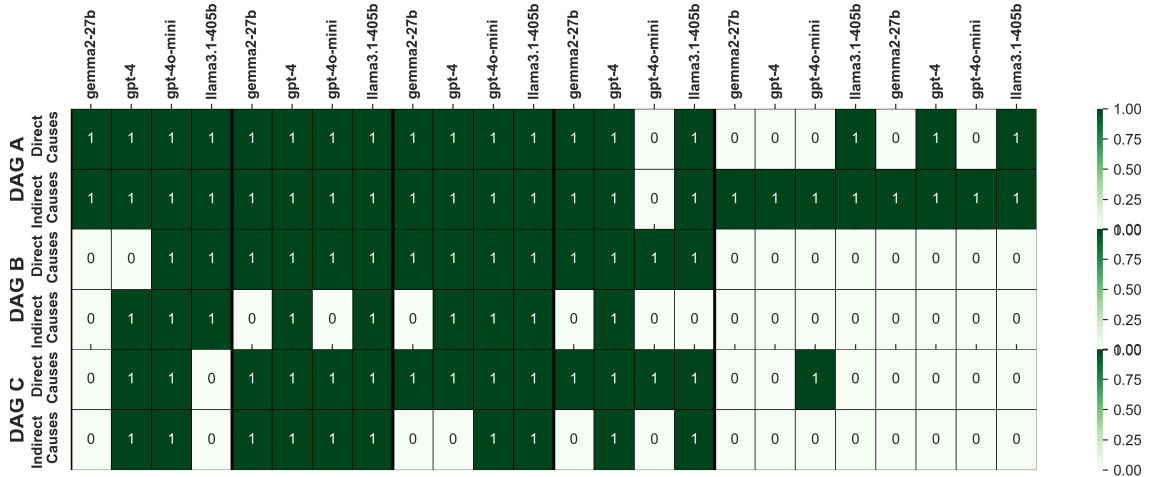 gemma2-27b gpt-4 gpt-4o-mini llama3.1-405b gemma2-27b gpt-4 gpt-4o-mini llama3.1-405b gemma2-27b gpt-4 gpt-4o-mini llama3.1-405b gemma2-27b gpt-4 gpt-4o-mini llama3.1-405b gemma2-27b gpt-4 gpt-4o-mini llama3.1-405b gemma2-27b gpt-4 gpt-4o-mini llama3.1-405b
DAG A
Direct
Causes
1 1 1 1 1 1 1 1 1 1 1 1 1 1 0 1 0 0 0 1 0 1 0 1
Indirect
Causes
1 1 1 1 1 1 1 1 1 1 1 1 1 1 0 1 1 1 1 1 1 1 1 1
DAG B
Direct
Causes
0 0 1 1 1 1 1 1 1 1 1 1 1 1 1 1 0 0 0 0 0 0 0 0
Indirect
Causes
0 1 1 1 0 1 0 1 0 1 1 1 0 1 0 0 0 0 0 0 0 0 0 0
DAG C
Direct
Causes
0 1 1 0 1 1 1 1 1 1 1 1 1 1 1 1 0 0 1 0 0 0 0 0
Indirect
Causes
0 1 1 0 1 1 1 1 0 0 1 1 0 1 0 1 0 0 0 0 0 0 0 0
1.00
0.75
0.50
0.25
0.00
1.00
0.75
0.50
0.25
0.00
1.00
0.75
0.50
0.25
0.00